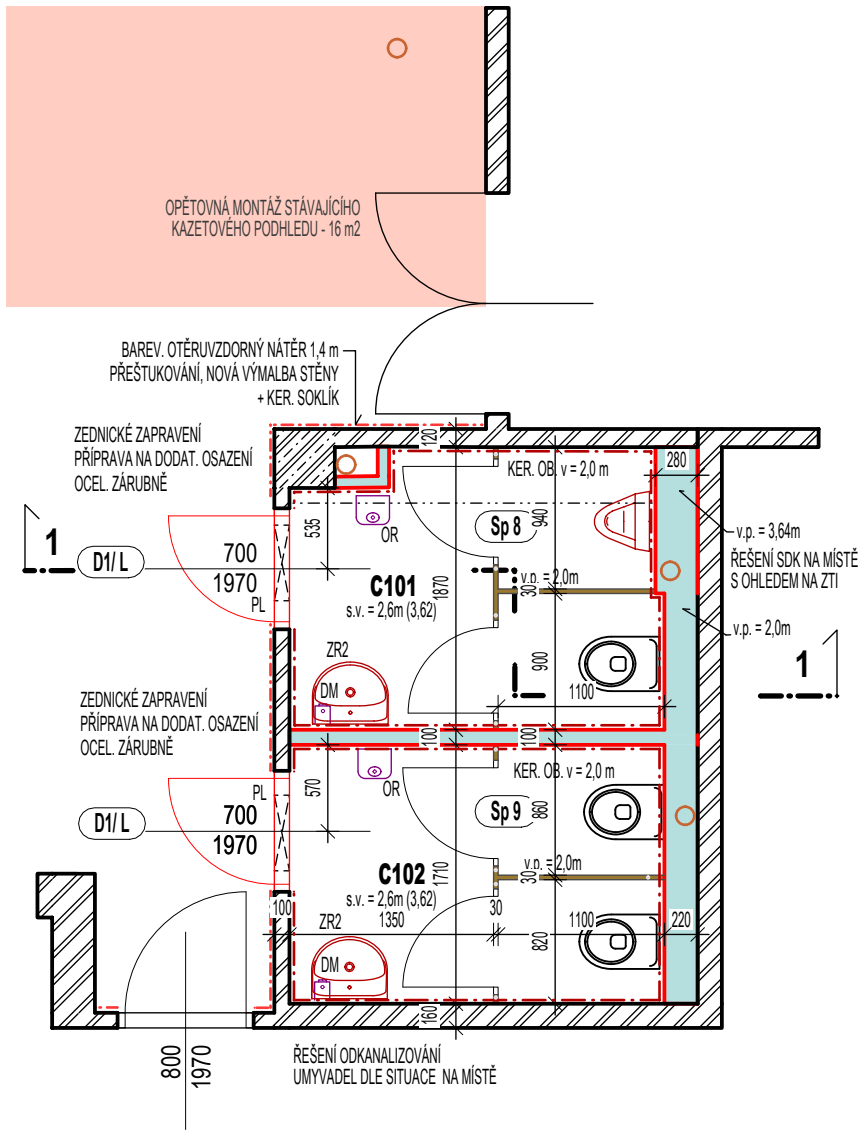 OPĚTOVNÁ MONTÁŽ STÁVAJÍCÍHO
KAZETOVÉHO PODHLEDU - 16 m2
BAREV. OTĚRUVZDORNÝ NÁTĚR 1,4 m
PŘEŠTUKOVÁNÍ, NOVÁ VÝMALBA STĚNY
+ KER. SOKLÍK
ZEDNICKÉ ZAPRAVENÍ
PŘÍPRAVA NA DODAT. OSAZENÍ
OCEL. ZÁRUBNĚ
120
KER. OB. v = 2,0 m
280
940
Sp 8
OR
535
1
D1/ L
700
1970
PL
v.p. = 3,64m
ŘEŠENÍ SDK NA MÍSTĚ
S OHLEDEM NA ZTI
C101
s.v. = 2,6m (3,62)
1870
v.p.= 2,0m
30
v.p. = 2,0m
ZR2
DM
900
1100
1
ZEDNICKÉ ZAPRAVENÍ
PŘÍPRAVA NA DODAT. OSAZENÍ
OCEL. ZÁRUBNĚ
100
100
KER. OB. v = 2,0 m
570
OR
PL
D1/ L
700
1970
Sp 9
860
C102
s.v. = 2,6m (3,62)
1710
v.p.= 2,0m
30
100
1350
30
1100
220
ZR2
DM
820
160
800
1970
ŘEŠENÍ ODKANALIZOVÁNÍ
UMYVADEL DLE SITUACE NA MÍSTĚ